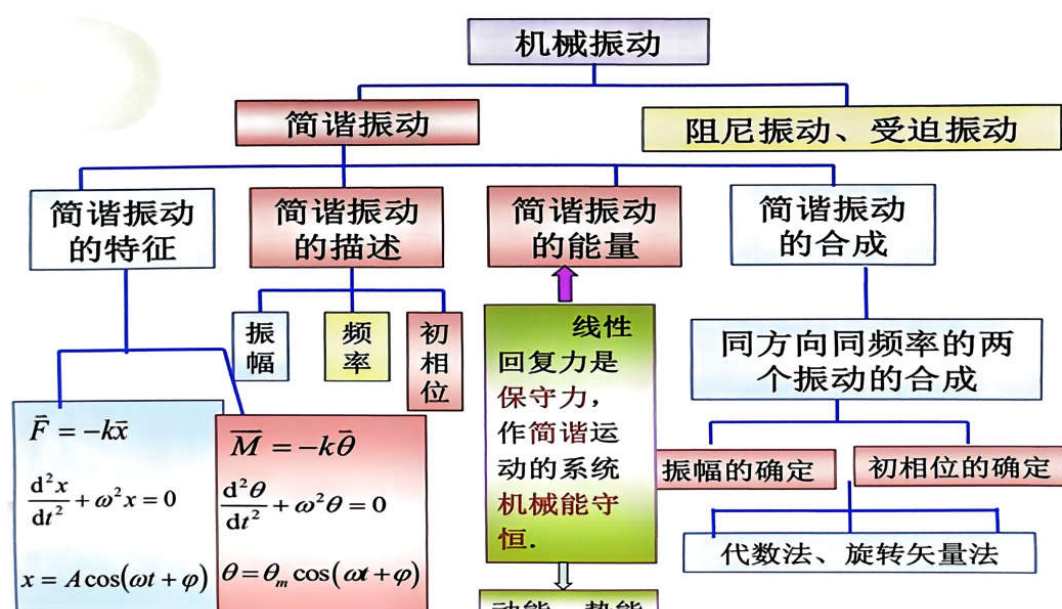 机械振动
简谐振动
阻尼振动、受迫振动
简谐振动
的特征
简谐振动
的描述
简谐振动
的能量
简谐振动
的合成
振
幅
频
率
初
相
位
线性
回复力是
保守力，
作简谐运
动的系统
机械能守
恒.
同方向同频率的两
个振动的合成
振幅的确定
初相位的确定
代数法、旋转矢量法
F̄ = −kx̄
d²x/dt² + ω²x = 0
x = A cos(ωt + φ)
M̄ = −kθ̄
d²θ/dt² + ω²θ = 0
θ = θₘ cos(ωt + φ)
动能、势能